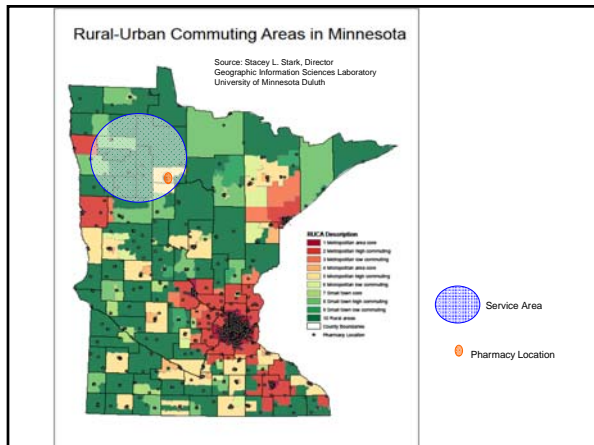 Rural-Urban Commuting Areas in Minnesota
Source: Stacey L. Stark, Director
Geographic Information Sciences Laboratory
University of Minnesota Duluth
RUCA Description
1 Metropolitan area core
2 Metropolitan high commuting
3 Metropolitan low commuting
4 Micropolitan area core
5 Micropolitan high commuting
6 Micropolitan low commuting
7 Small town core
8 Small town high commuting
9 Small town low commuting
10 Rural areas
County Boundaries
Pharmacy Location
Service Area
Pharmacy Location